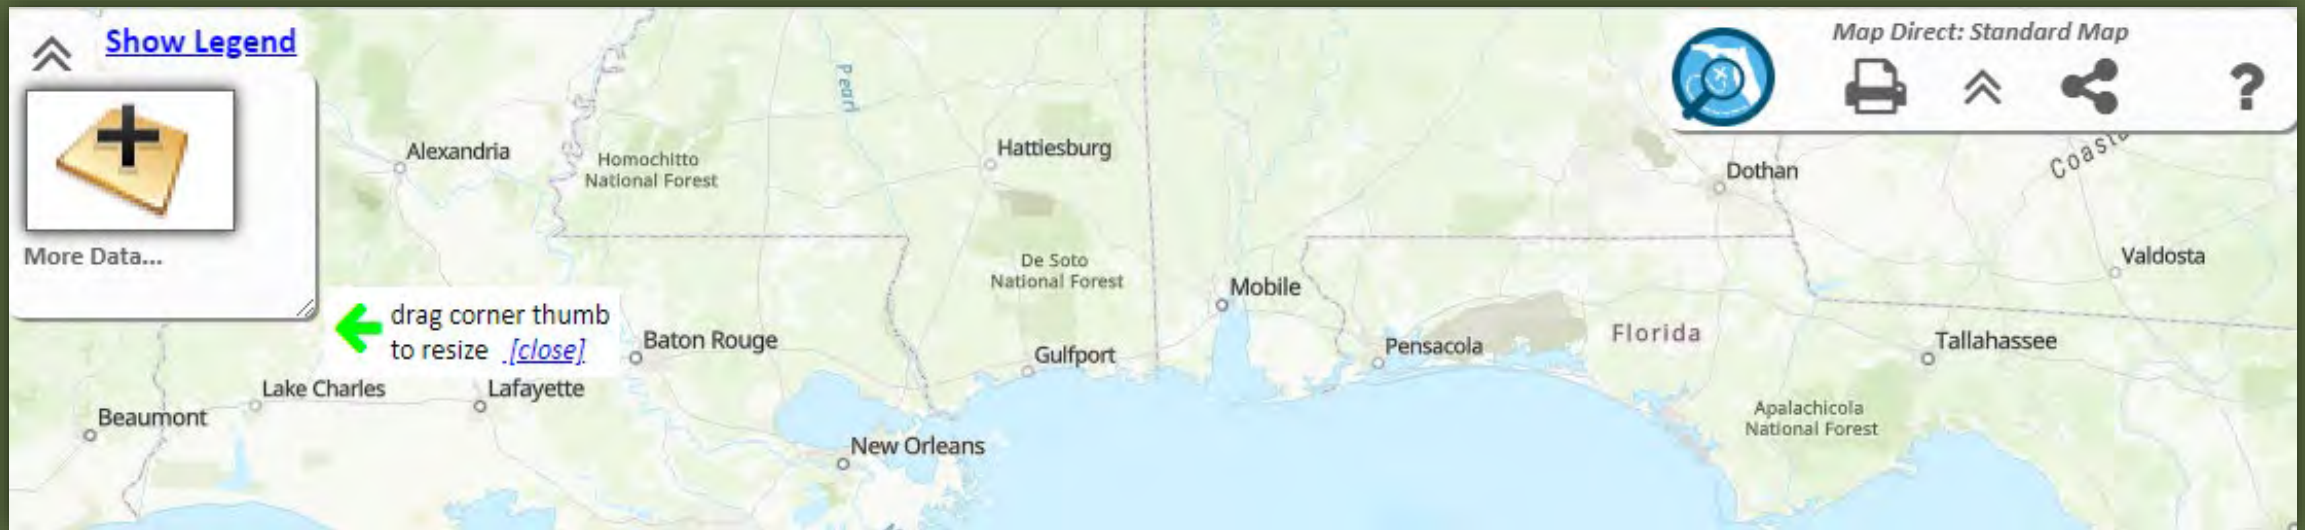 Show Legend
Map Direct: Standard Map
More Data...
drag corner thumb
to resize [close]
Pearl
Alexandria
Homochitto
National Forest
Hattiesburg
Dothan
Coasta
De Soto
National Forest
Mobile
Valdosta
Baton Rouge
Gulfport
Pensacola
Florida
Tallahassee
Lake Charles
Lafayette
Beaumont
Apalachicola
National Forest
New Orleans
?